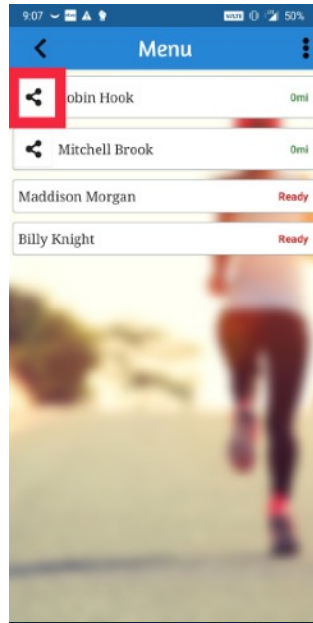 9:07 50%
Menu
obin Hook 0mi
Mitchell Brook 0mi
Maddison Morgan Ready
Billy Knight Ready